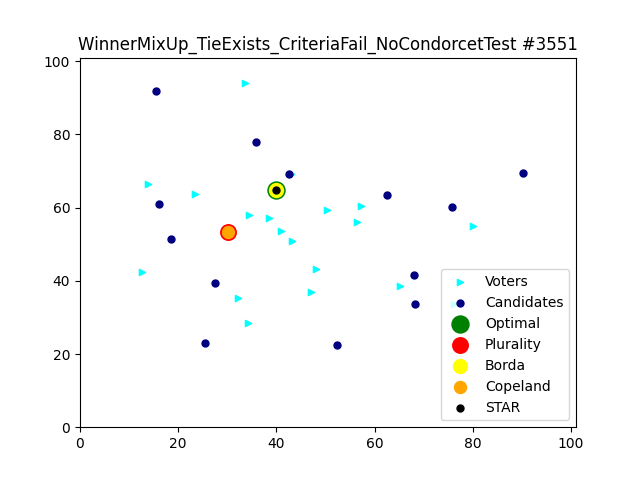 WinnerMixUp_TieExists_CriteriaFail_NoCondorcetTest #3551
100
80
60
40
20
0
0
20
40
60
80
100
Voters
Candidates
Optimal
Plurality
Borda
Copeland
STAR